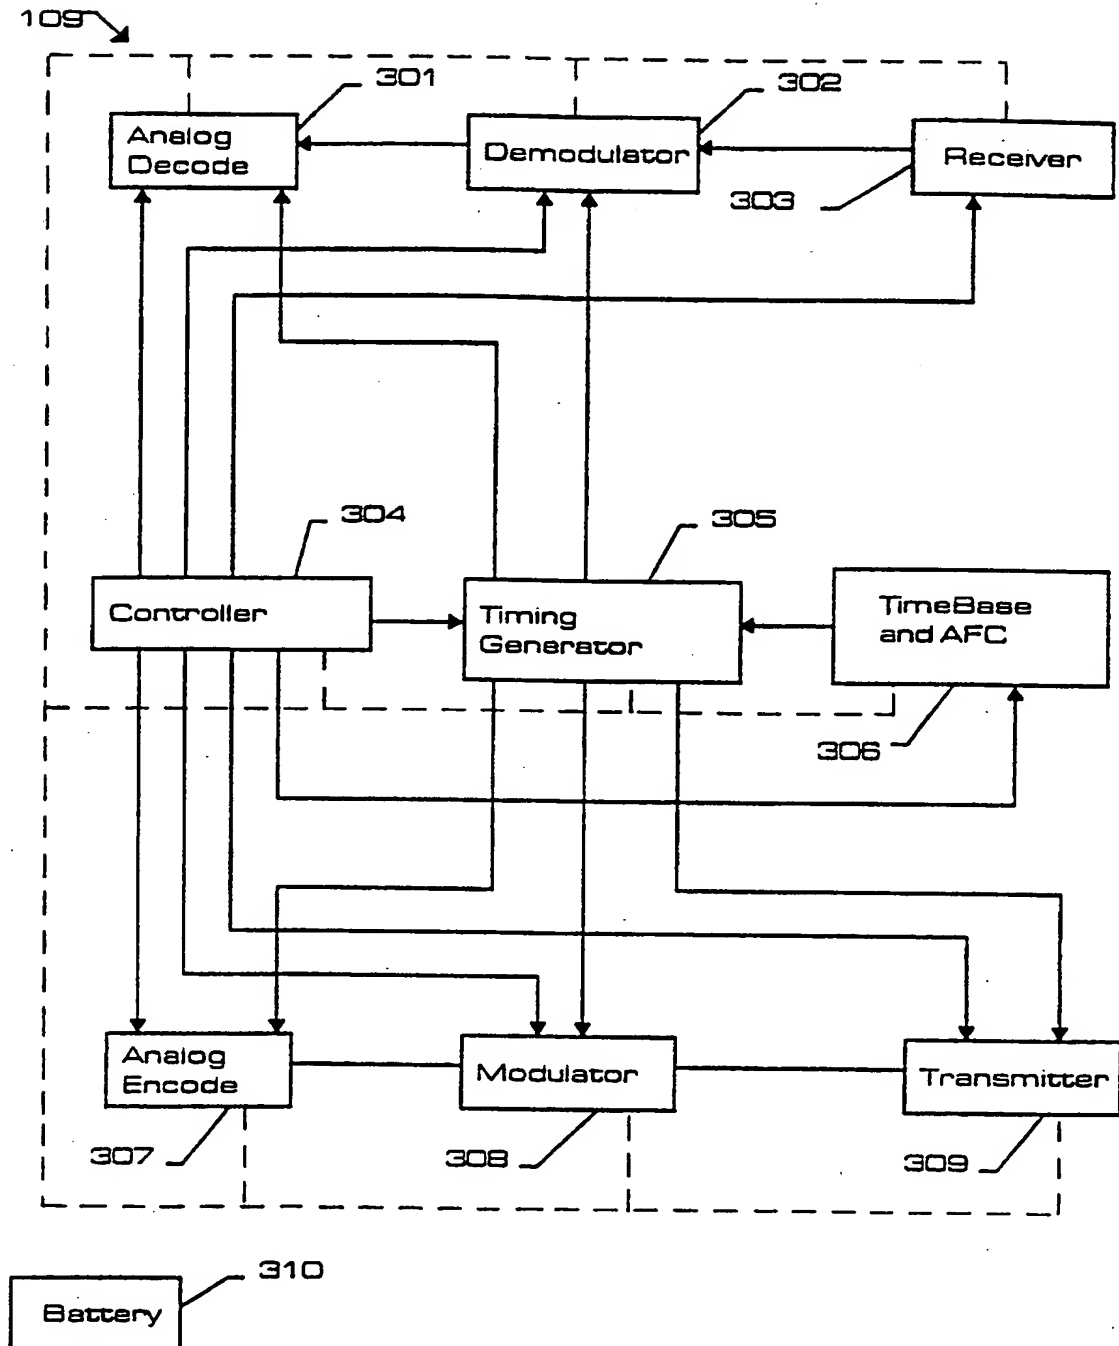 109
301
302
Analog
Decode
Demodulator
Receiver
303
304
305
Controller
Timing
Generator
TimeBase
and AFC
306
Analog
Encode
Modulator
Transmitter
307
308
309
310
Battery